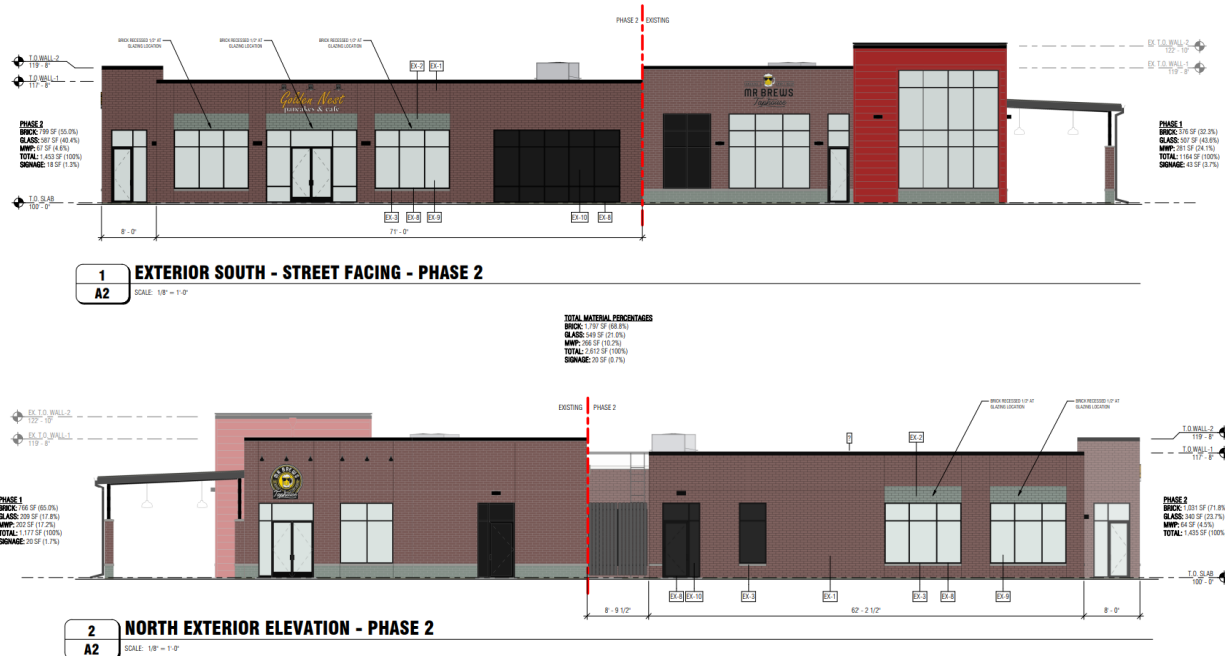 PHASE 2 EXISTING
BRICK RECESSED 1/2" AT
GLAZING LOCATION
BRICK RECESSED 1/2" AT
GLAZING LOCATION
BRICK RECESSED 1/2" AT
GLAZING LOCATION
T.O. WALL-2
119' - 8"
T.O. WALL-1
117' - 8"
EX-2 EX-1
EX. T.O. WALL-2
122' - 10"
EX. T.O. WALL-1
119' - 8"
Golden Nest
pancakes & cafe
MR BREWS
Taphouse
PHASE 2
BRICK: 799 SF (55.0%)
GLASS: 587 SF (40.4%)
MWP: 67 SF (4.6%)
TOTAL: 1,453 SF (100%)
SIGNAGE: 18 SF (1.3%)
PHASE 1
BRICK: 376 SF (32.3%)
GLASS: 507 SF (43.6%)
MWP: 281 SF (24.1%)
TOTAL: 1164 SF (100%)
SIGNAGE: 43 SF (3.7%)
T.O. SLAB
100' - 0"
EX-3 EX-8 EX-9 EX-10 EX-8
8' - 0" 71' - 0"
1 EXTERIOR SOUTH - STREET FACING - PHASE 2
A2 SCALE: 1/8" = 1'-0"
TOTAL MATERIAL PERCENTAGES
BRICK: 1,797 SF (68.8%)
GLASS: 549 SF (21.0%)
MWP: 266 SF (10.2%)
TOTAL: 2,612 SF (100%)
SIGNAGE: 20 SF (0.7%)
EXISTING PHASE 2
BRICK RECESSED 1/2" AT
GLAZING LOCATION
BRICK RECESSED 1/2" AT
GLAZING LOCATION
EX. T.O. WALL-2
122' - 10"
EX. T.O. WALL-1
119' - 8"
EX-2
T.O. WALL-2
119' - 8"
T.O. WALL-1
117' - 8"
MR BREWS
Taphouse
PHASE 1
BRICK: 766 SF (65.0%)
GLASS: 209 SF (17.8%)
MWP: 202 SF (17.2%)
TOTAL: 1,177 SF (100%)
SIGNAGE: 20 SF (1.7%)
PHASE 2
BRICK: 1,031 SF (71.8%)
GLASS: 340 SF (23.7%)
MWP: 64 SF (4.5%)
TOTAL: 1,435 SF (100%)
T.O. SLAB
100' - 0"
EX-8 EX-10 EX-3 EX-1 EX-3 EX-8 EX-9
8' - 9 1/2" 62' - 2 1/2" 8' - 0"
2 NORTH EXTERIOR ELEVATION - PHASE 2
A2 SCALE: 1/8" = 1'-0"